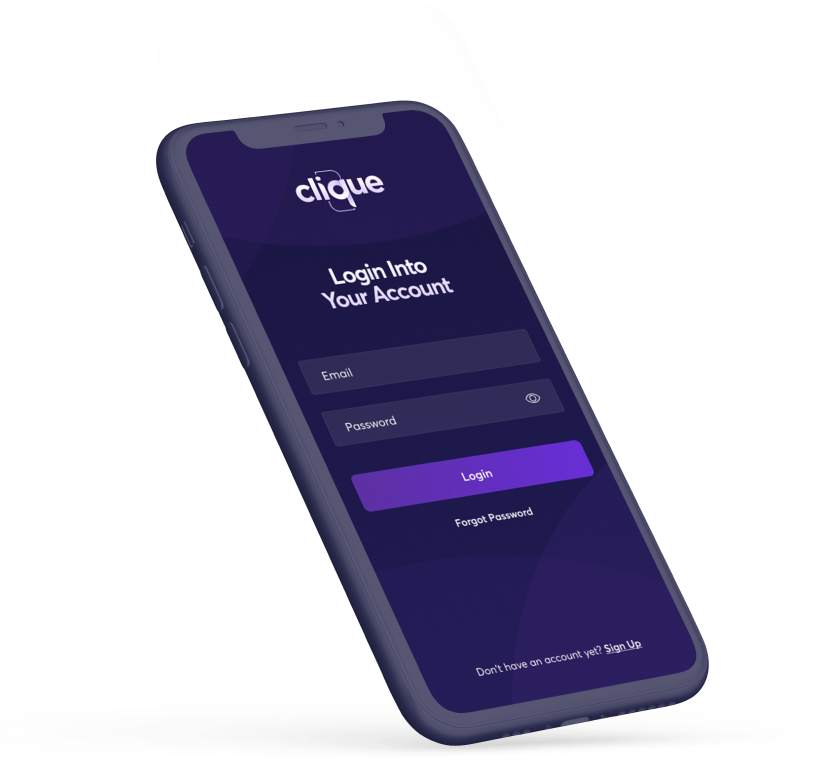 clique
Login Into
Your Account
Email
Password
Login
Forgot Password
Don't have an account yet? Sign Up